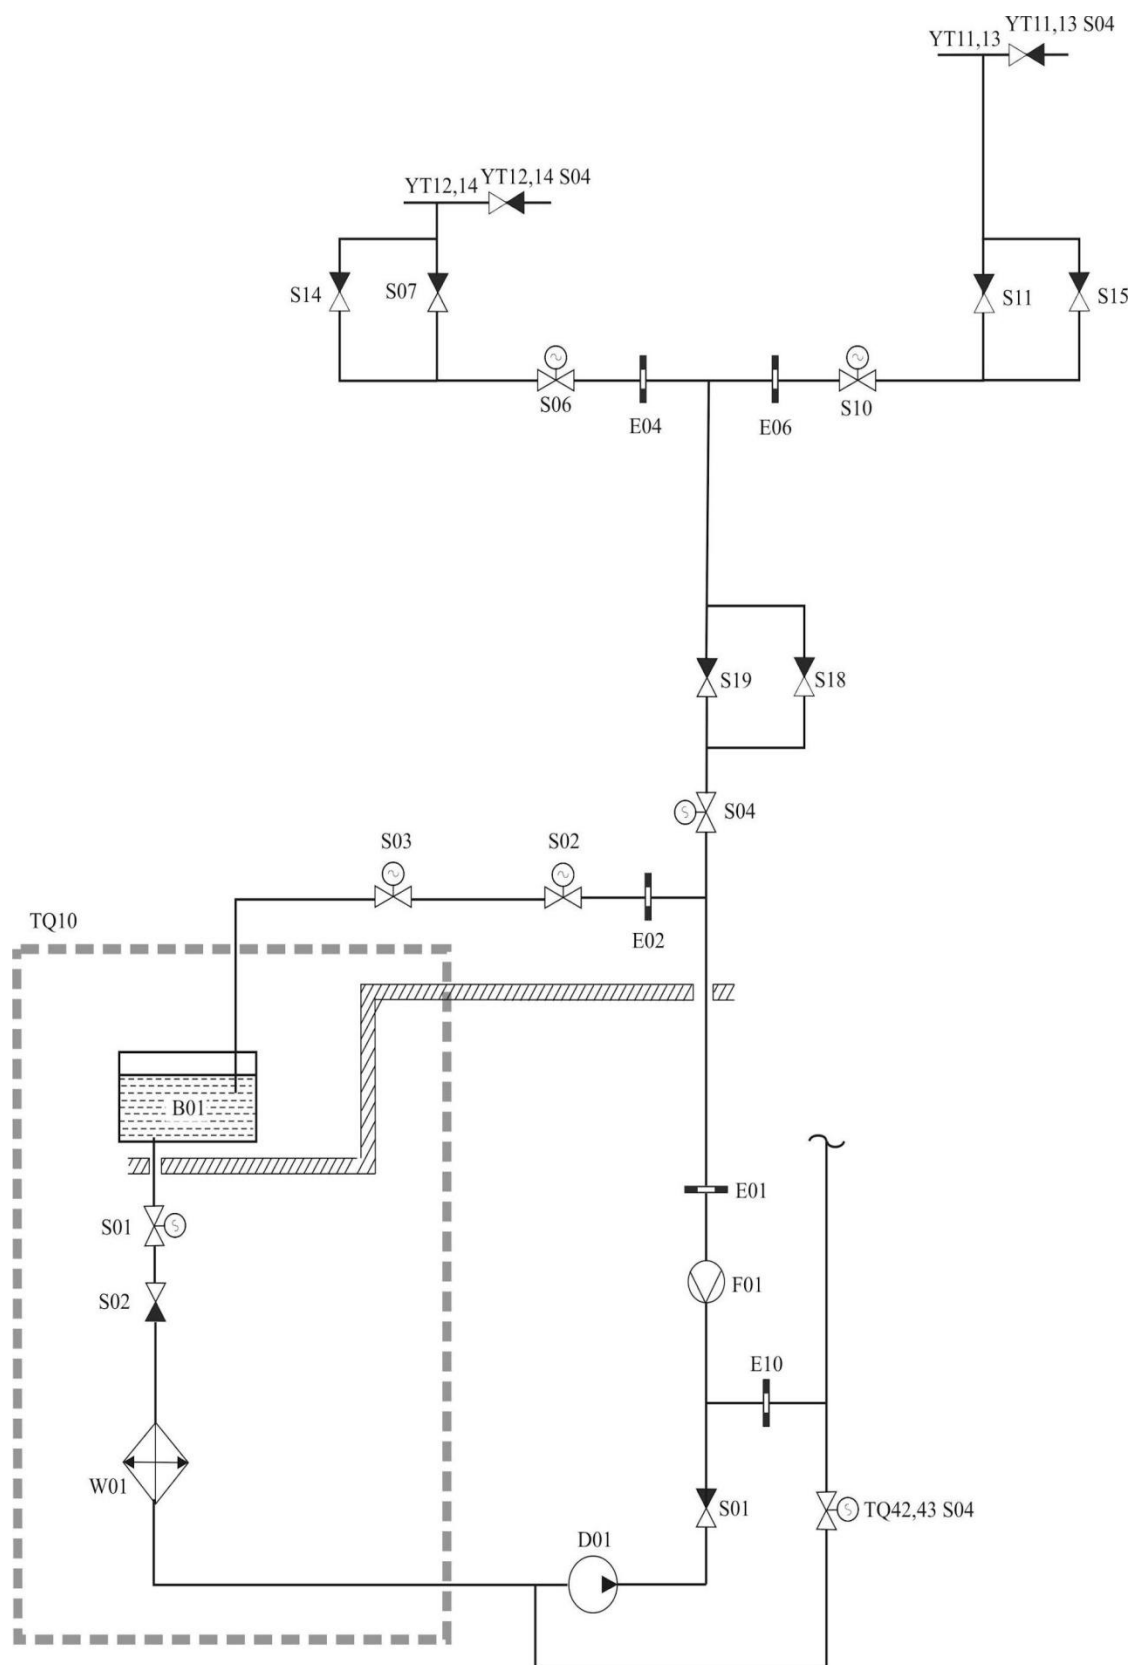 YT11,13 S04
YT11,13
YT12,14
YT12,14 S04
S14
S07
S11
S15
S06
S10
E04
E06
S19
S18
S04
S03
S02
E02
TQ10
B01
E01
S01
F01
S02
E10
W01
S01
TQ42,43 S04
D01